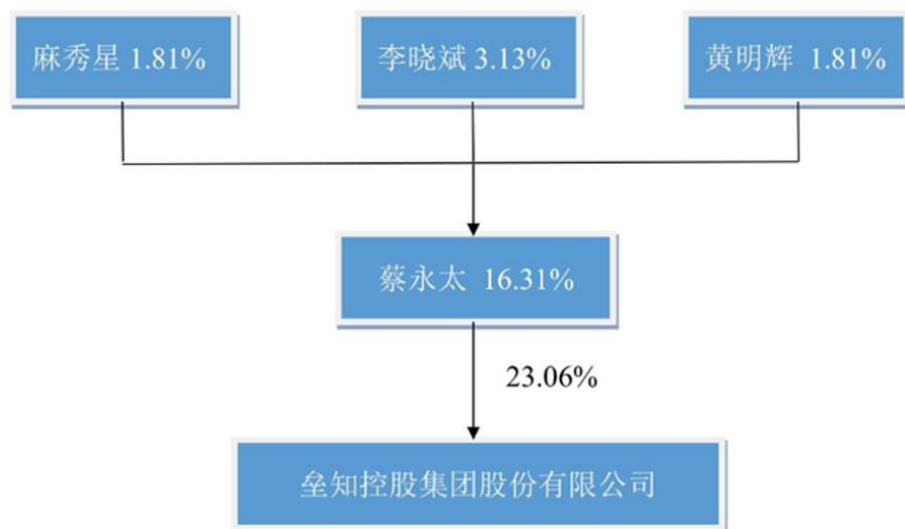 麻秀星 1.81%
李晓斌 3.13%
黄明辉 1.81%
蔡永太 16.31%
23.06%
垒知控股集团股份有限公司